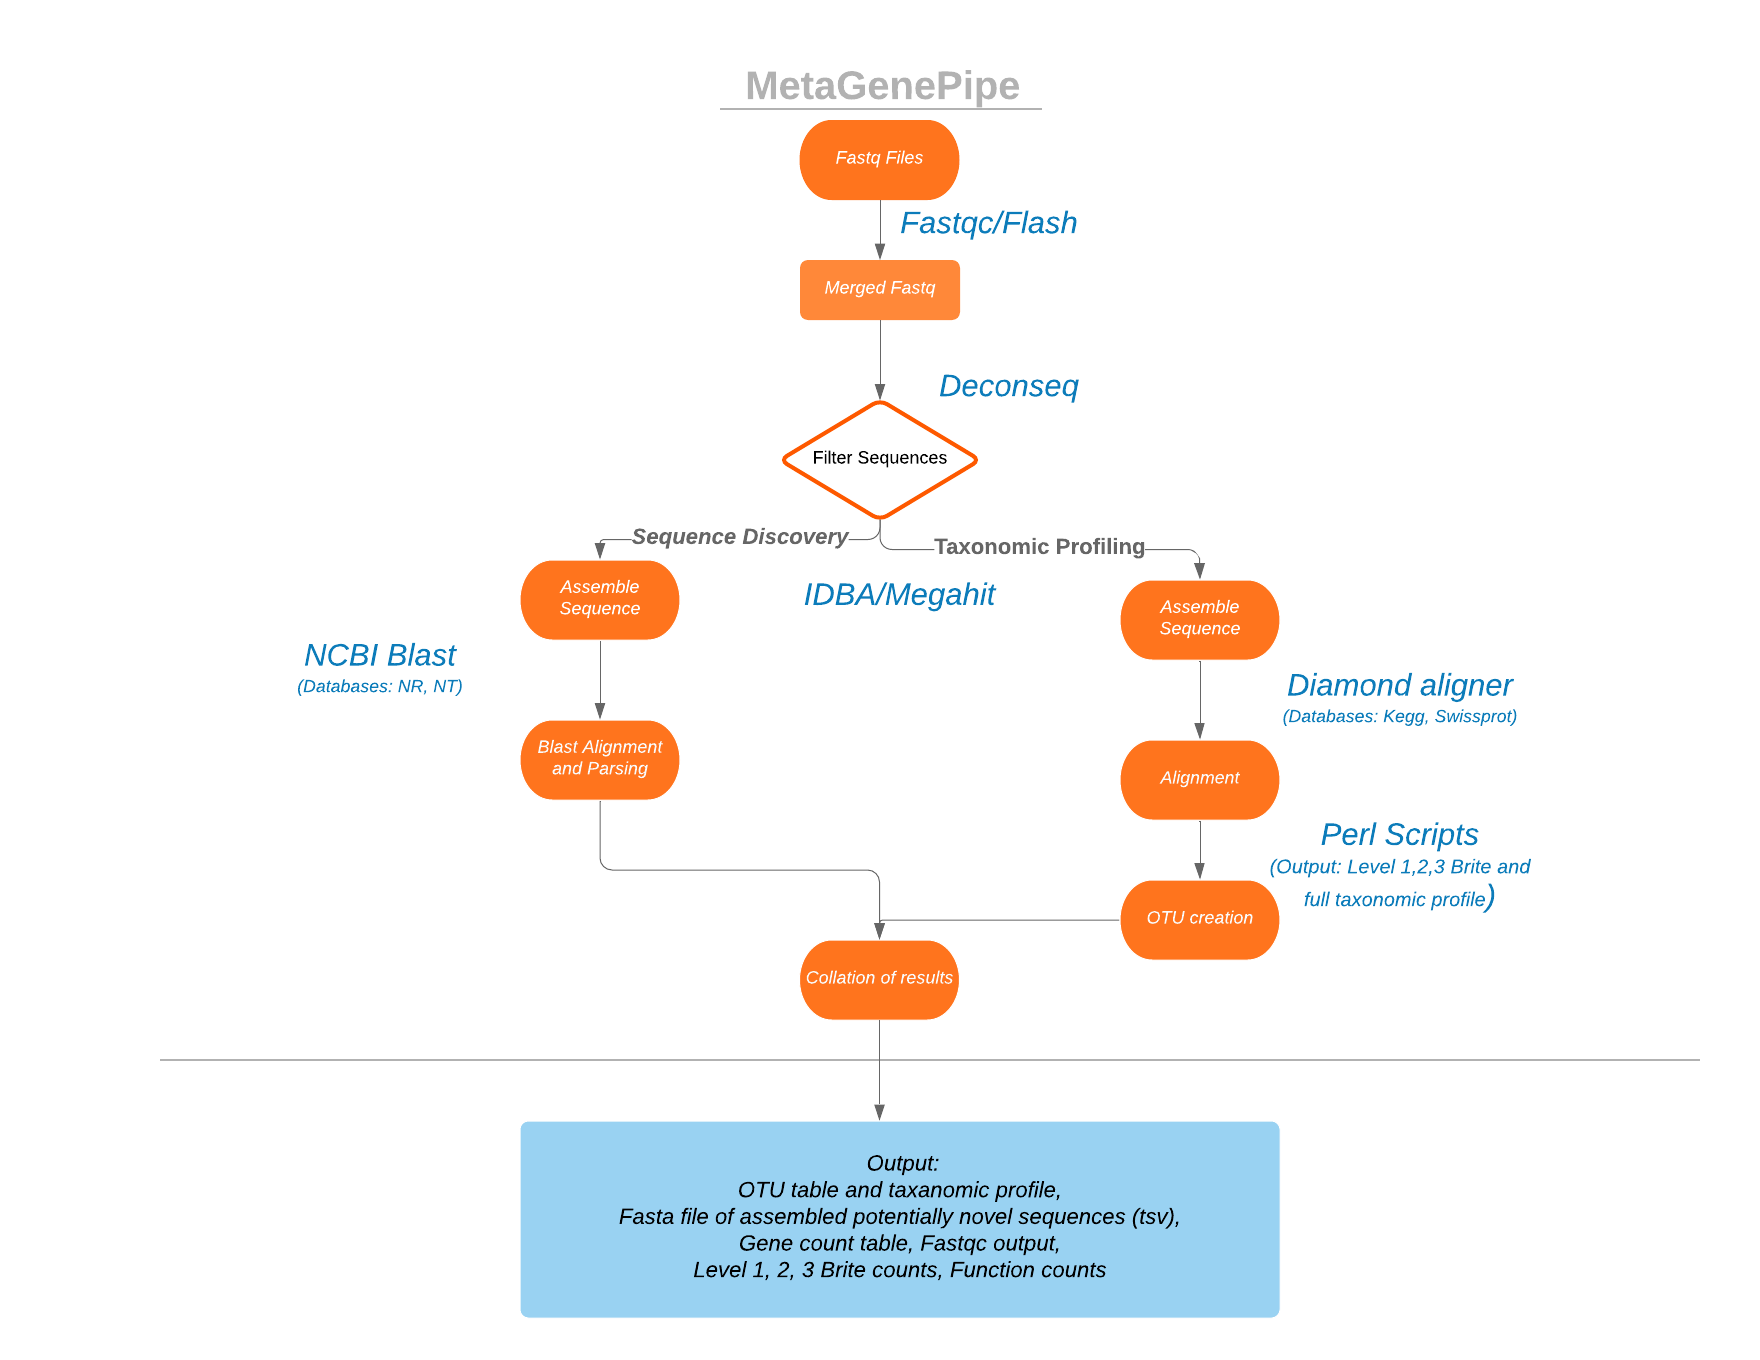 MetaGenePipe
Fastq Files
Fastqc/Flash
Merged Fastq
Deconseq
Filter Sequences
Sequence Discovery
Taxonomic Profiling
Assemble
Sequence
IDBA/Megahit
Assemble
Sequence
NCBI Blast
(Databases: NR, NT)
Diamond aligner
(Databases: Kegg, Swissprot)
Blast Alignment
and Parsing
Alignment
Perl Scripts
(Output: Level 1,2,3 Brite and
full taxonomic profile)
OTU creation
Collation of results
Output:
OTU table and taxanomic profile,
Fasta file of assembled potentially novel sequences (tsv),
Gene count table, Fastqc output,
Level 1, 2, 3 Brite counts, Function counts